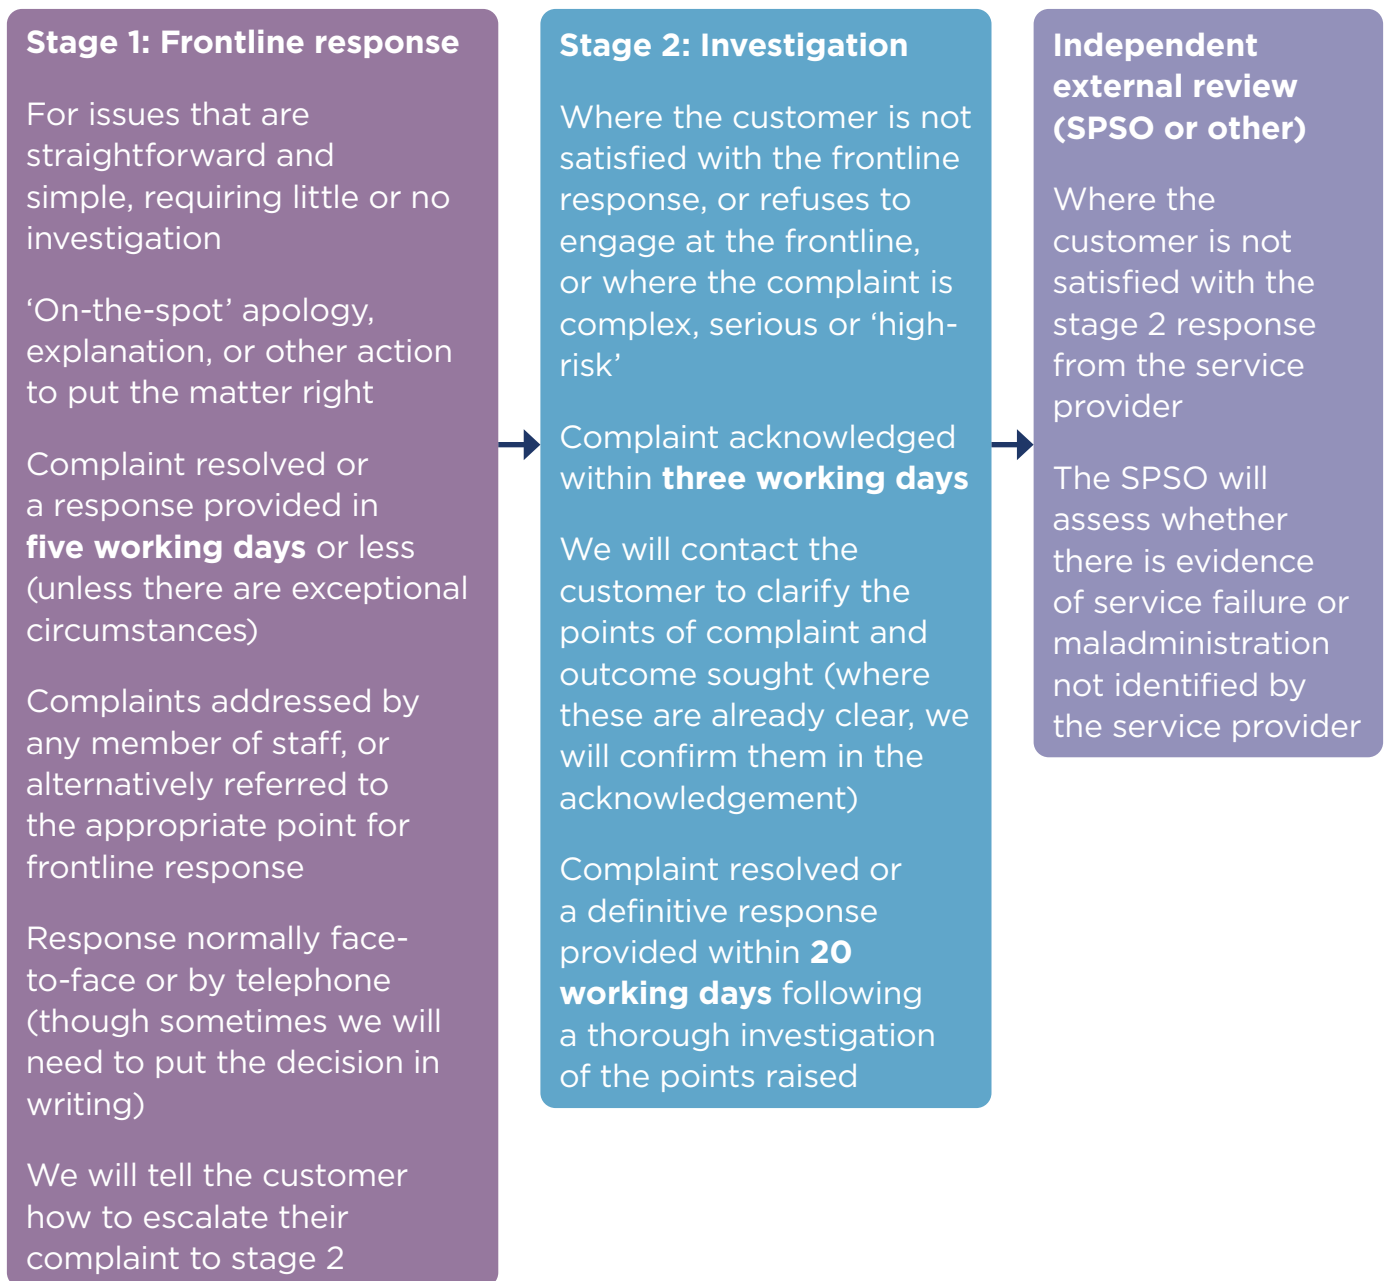 Stage 1: Frontline response
For issues that are
straightforward and
simple, requiring little or no
investigation
‘On-the-spot’ apology,
explanation, or other action
to put the matter right
Complaint resolved or
a response provided in
five working days or less
(unless there are exceptional
circumstances)
Complaints addressed by
any member of staff, or
alternatively referred to
the appropriate point for
frontline response
Response normally face-
to-face or by telephone
(though sometimes we will
need to put the decision in
writing)
We will tell the customer
how to escalate their
complaint to stage 2
Stage 2: Investigation
Where the customer is not
satisfied with the frontline
response, or refuses to
engage at the frontline,
or where the complaint is
complex, serious or ‘high-
risk’
Complaint acknowledged
within three working days
We will contact the
customer to clarify the
points of complaint and
outcome sought (where
these are already clear, we
will confirm them in the
acknowledgement)
Complaint resolved or
a definitive response
provided within 20
working days following
a thorough investigation
of the points raised
Independent
external review
(SPSO or other)
Where the
customer is not
satisfied with the
stage 2 response
from the service
provider
The SPSO will
assess whether
there is evidence
of service failure or
maladministration
not identified by
the service provider